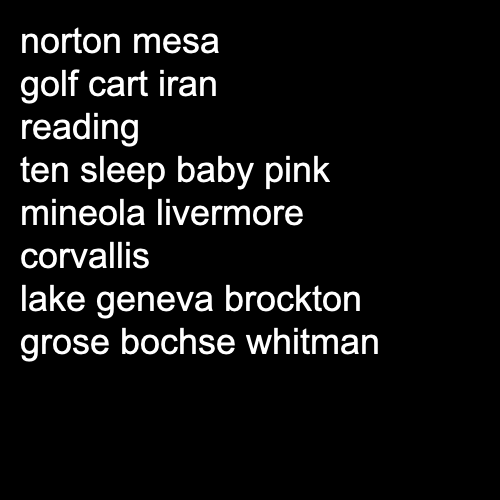 norton mesa
golf cart iran
reading
ten sleep baby pink
mineola livermore
corvallis
lake geneva brockton
grose bochse whitman